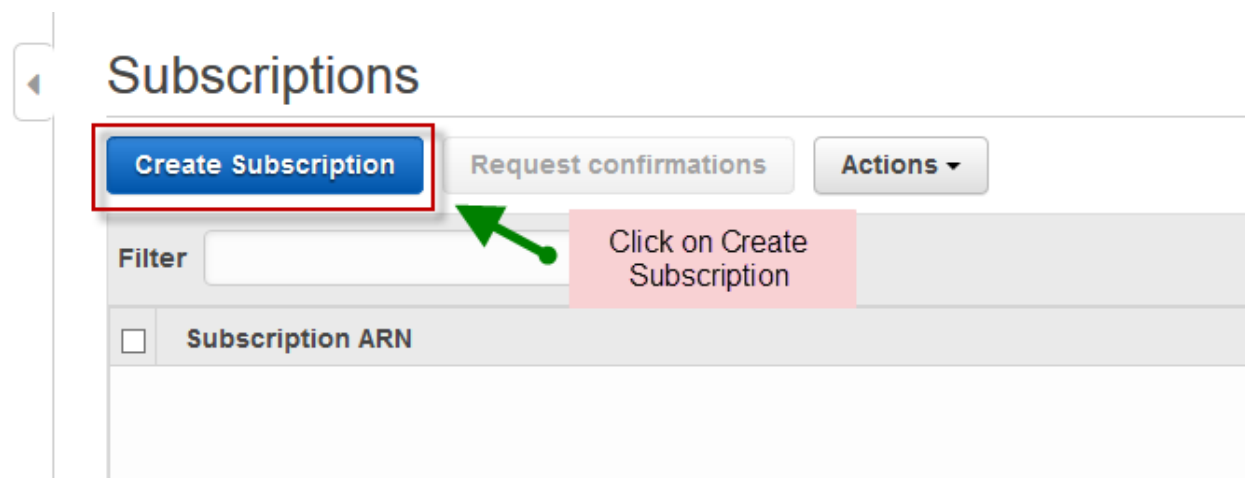 Subscriptions
Create Subscription
Request confirmations
Actions
Filter
Click on Create
Subscription
Subscription ARN